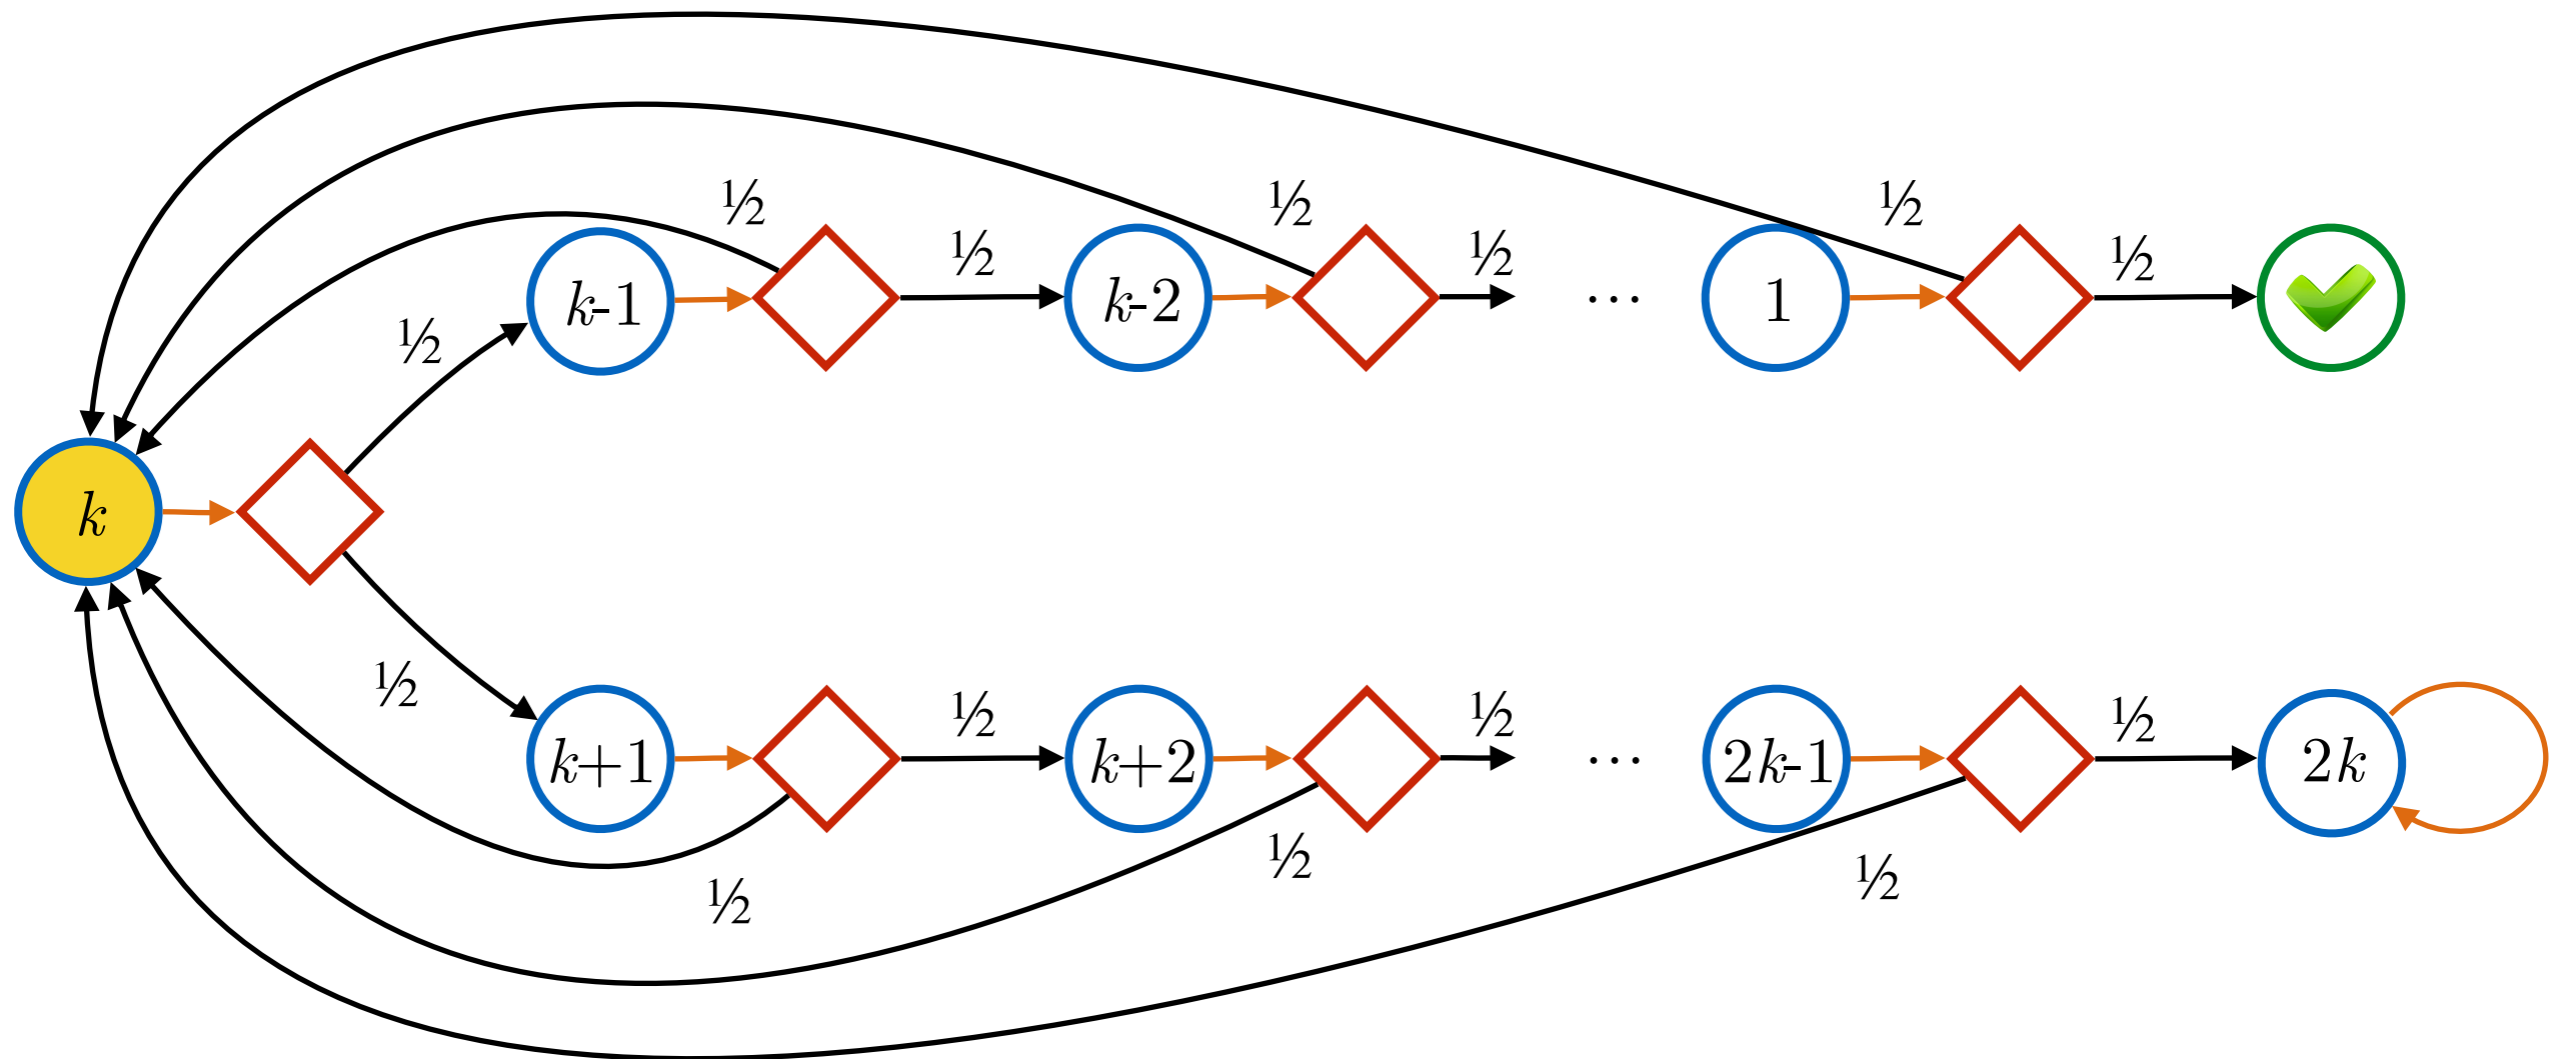 ½ ½ ½
½ ½ ½
k-1 k-2 … 1
½
k
½
½ ½ ½
k+1 k+2 … 2k-1 2k
½ ½ ½